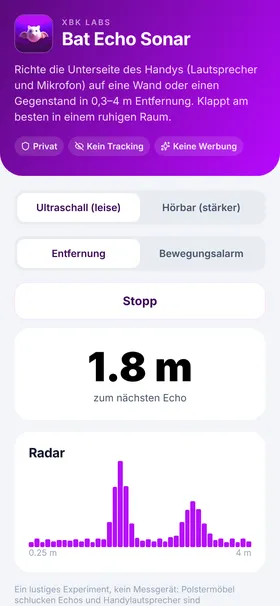 XBK LABS
Bat Echo Sonar
Richte die Unterseite des Handys (Lautsprecher
und Mikrofon) auf eine Wand oder einen
Gegenstand in 0,3–4 m Entfernung. Klappt am
besten in einem ruhigen Raum.
Privat
Kein Tracking
Keine Werbung
Ultraschall (leise)
Hörbar (stärker)
Entfernung
Bewegungsalarm
Stopp
1.8 m
zum nächsten Echo
Radar
0.25 m
4 m
Ein lustiges Experiment, kein Messgerät: Polstermöbel
schlucken Echos und Handylautsprecher sind